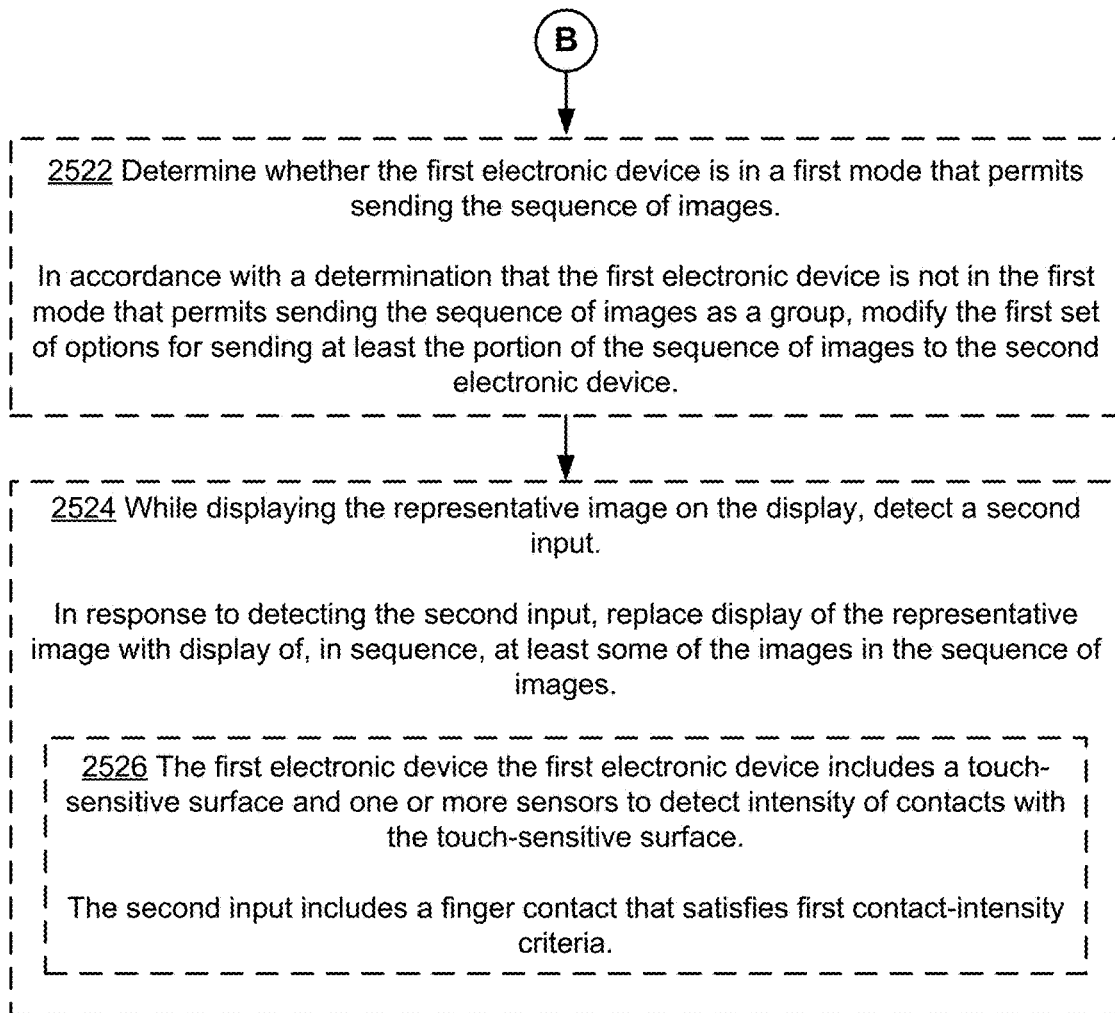 B
2522 Determine whether the first electronic device is in a first mode that permits
sending the sequence of images.
In accordance with a determination that the first electronic device is not in the first
mode that permits sending the sequence of images as a group, modify the first set
of options for sending at least the portion of the sequence of images to the second
electronic device.
2524 While displaying the representative image on the display, detect a second
input.
In response to detecting the second input, replace display of the representative
image with display of, in sequence, at least some of the images in the sequence of
images.
2526 The first electronic device the first electronic device includes a touch-
sensitive surface and one or more sensors to detect intensity of contacts with
the touch-sensitive surface.
The second input includes a finger contact that satisfies first contact-intensity
criteria.